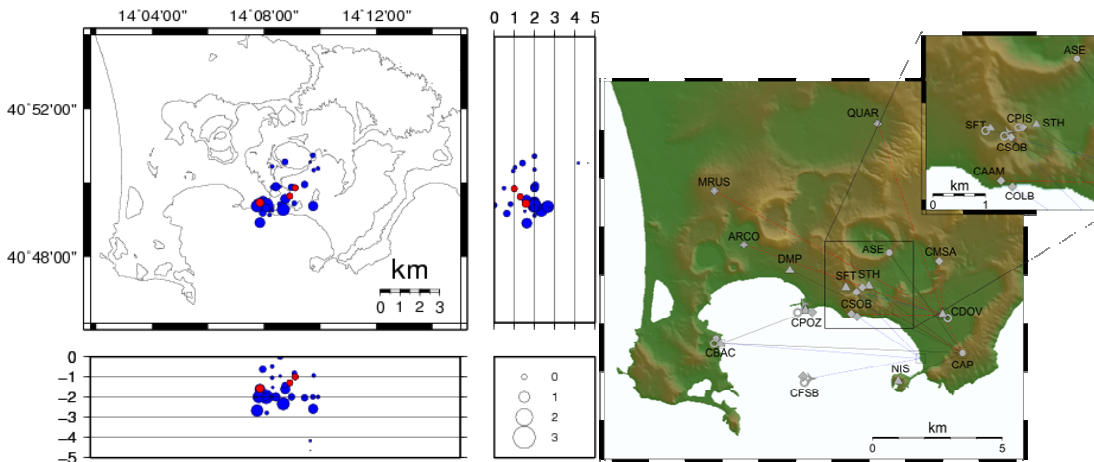 14°04'00" 14°08'00" 14°12'00"
40°52'00"
40°48'00"
km
0 1 2 3
0 1 2 3 4 5
0
−1
−2
−3
−4
−5
0
1
2
3
QUAR
MRUS
ARCO
DMP
ASE
CMSA
SFT STH
CSOB
CPOZ
CDOV
CBAC
CAP
NIS
CFSB
km
0 5
ASE
CPIS
SFT STH
CSOB
CAAM
km
COLB
0 1